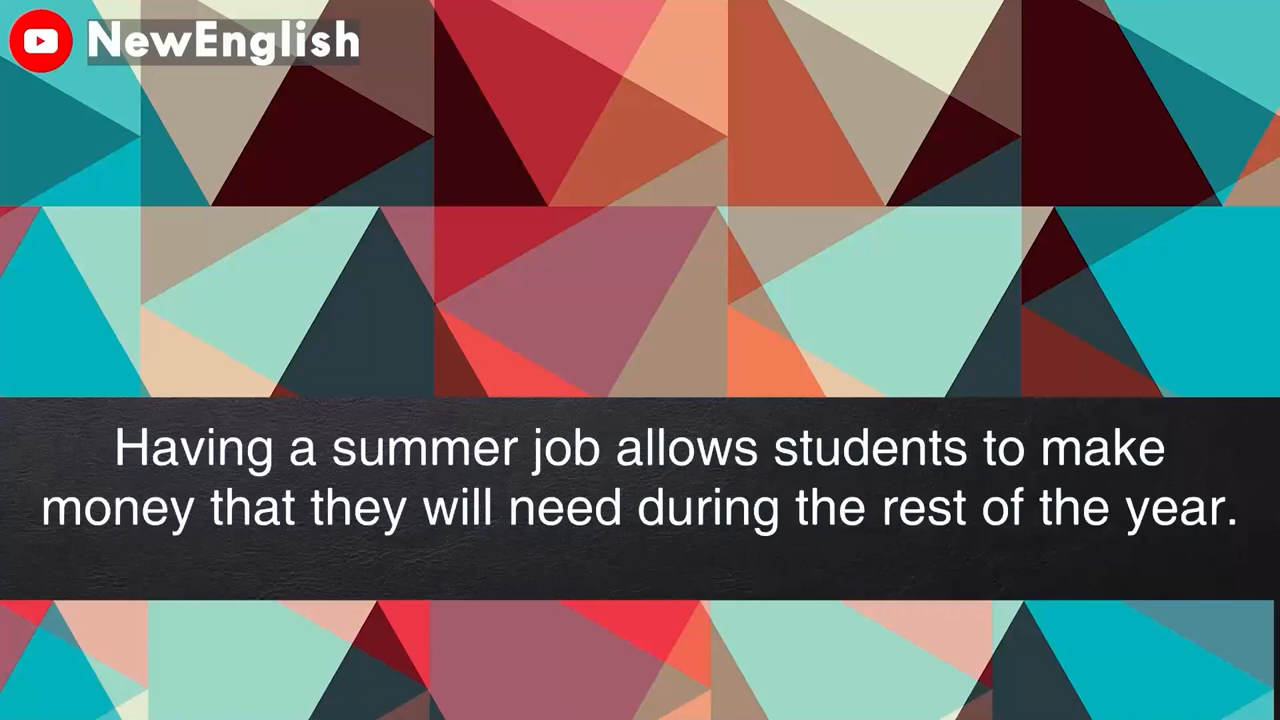 NewEnglish
Having a summer job allows students to make
money that they will need during the rest of the year.